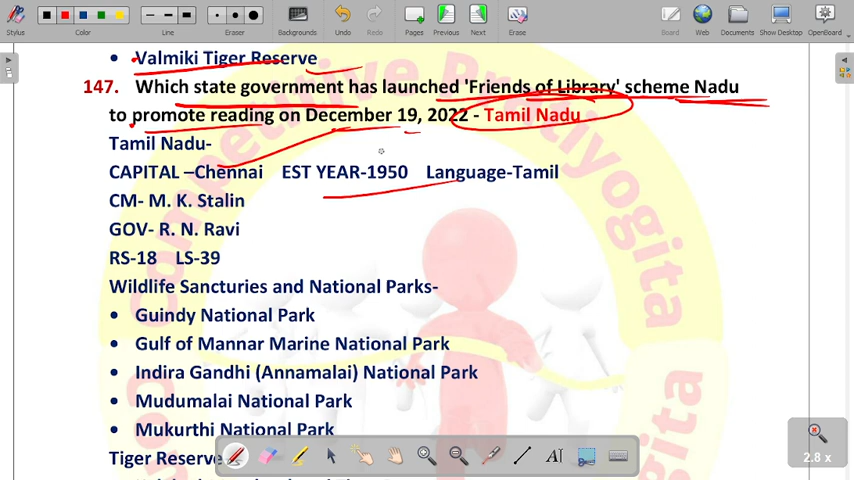 Stylus
Color
Line
Eraser
Backgrounds
Undo
Redo
Pages
Previous
Next
Erase
Board
Web
Documents
Show Desktop
OpenBoard
• Valmiki Tiger Reserve
147. Which state government has launched 'Friends of Library' scheme Nadu
to promote reading on December 19, 2022 - Tamil Nadu
Tamil Nadu-
CAPITAL –Chennai EST YEAR-1950 Language-Tamil
CM- M. K. Stalin
GOV- R. N. Ravi
RS-18 LS-39
Wildlife Sancturies and National Parks-
• Guindy National Park
• Gulf of Mannar Marine National Park
• Indira Gandhi (Annamalai) National Park
• Mudumalai National Park
• Mukurthi National Park
Tiger Reserve
2.8 x
Competitive Pratiyogita